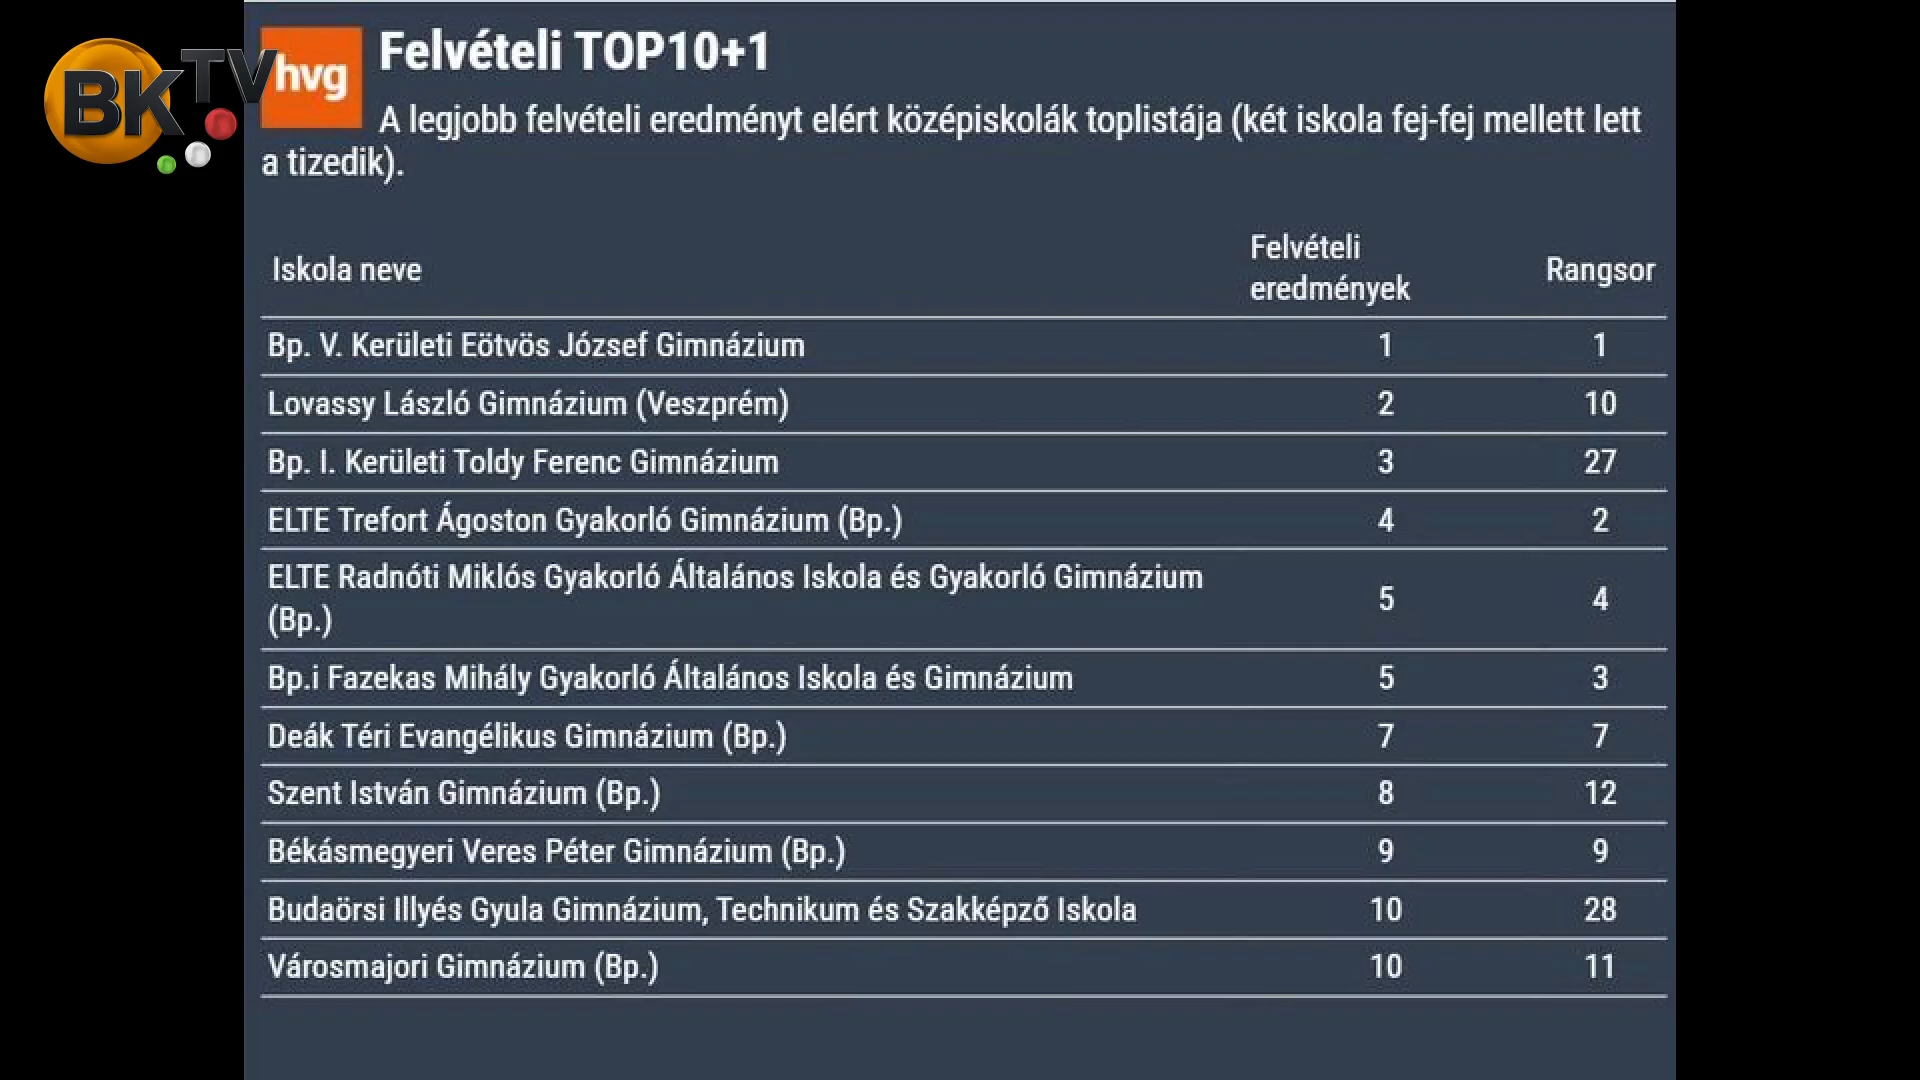 BKTV
hvg
Felvételi TOP10+1
A legjobb felvételi eredményt elért középiskolák toplistája (két iskola fej-fej mellett lett
a tizedik).
Iskola neve Felvételi eredmények Rangsor
Bp. V. Kerületi Eötvös József Gimnázium 1 1
Lovassy László Gimnázium (Veszprém) 2 10
Bp. I. Kerületi Toldy Ferenc Gimnázium 3 27
ELTE Trefort Ágoston Gyakorló Gimnázium (Bp.) 4 2
ELTE Radnóti Miklós Gyakorló Általános Iskola és Gyakorló Gimnázium
(Bp.) 5 4
Bp.i Fazekas Mihály Gyakorló Általános Iskola és Gimnázium 5 3
Deák Téri Evangélikus Gimnázium (Bp.) 7 7
Szent István Gimnázium (Bp.) 8 12
Békásmegyeri Veres Péter Gimnázium (Bp.) 9 9
Budaörsi Illyés Gyula Gimnázium, Technikum és Szakképző Iskola 10 28
Városmajori Gimnázium (Bp.) 10 11